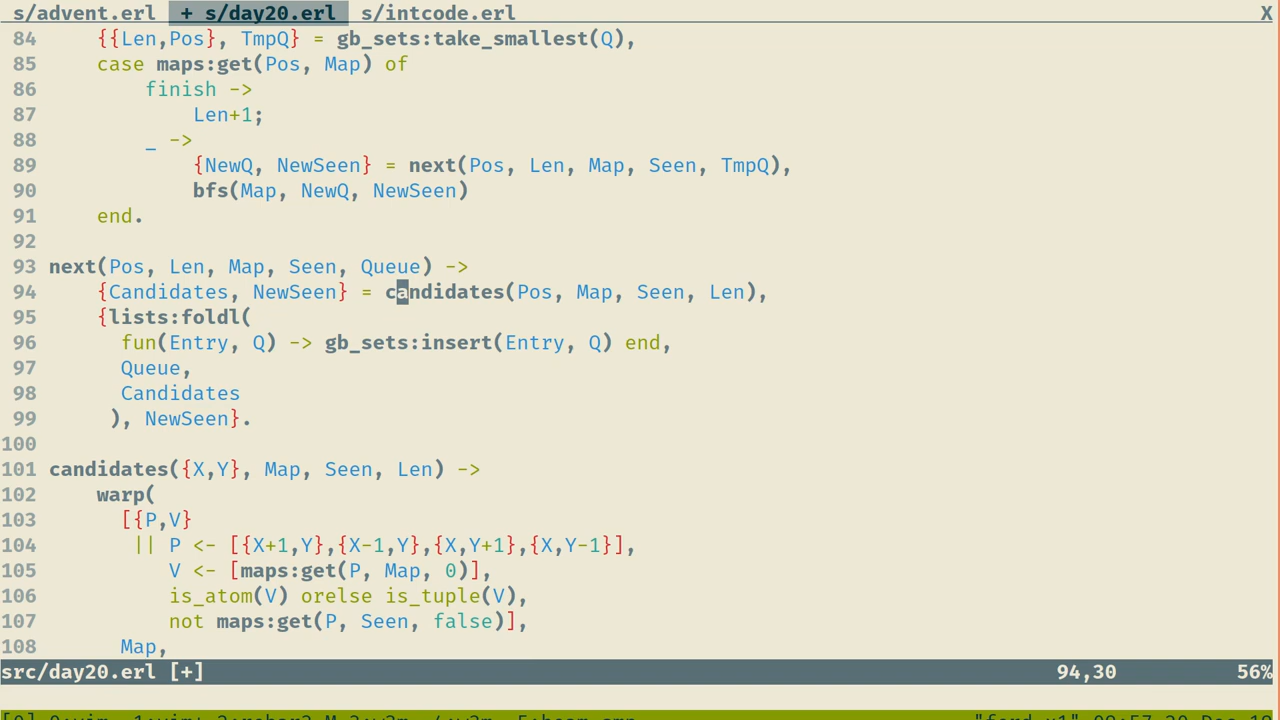 s/advent.erl  + s/day20.erl  s/intcode.erl  X
84     {{Len,Pos}, TmpQ} = gb_sets:take_smallest(Q),
85     case maps:get(Pos, Map) of
86         finish ->
87             Len+1;
88         _ ->
89             {NewQ, NewSeen} = next(Pos, Len, Map, Seen, TmpQ),
90             bfs(Map, NewQ, NewSeen)
91     end.
92
93 next(Pos, Len, Map, Seen, Queue) ->
94     {Candidates, NewSeen} = candidates(Pos, Map, Seen, Len),
95     {lists:foldl(
96       fun(Entry, Q) -> gb_sets:insert(Entry, Q) end,
97       Queue,
98       Candidates
99      ), NewSeen}.
100
101 candidates({X,Y}, Map, Seen, Len) ->
102     warp(
103       [{P,V}
104        || P <- [{X+1,Y},{X-1,Y},{X,Y+1},{X,Y-1}],
105           V <- [maps:get(P, Map, 0)],
106           is_atom(V) orelse is_tuple(V),
107           not maps:get(P, Seen, false)],
108       Map,
src/day20.erl [+]  94,30  56%